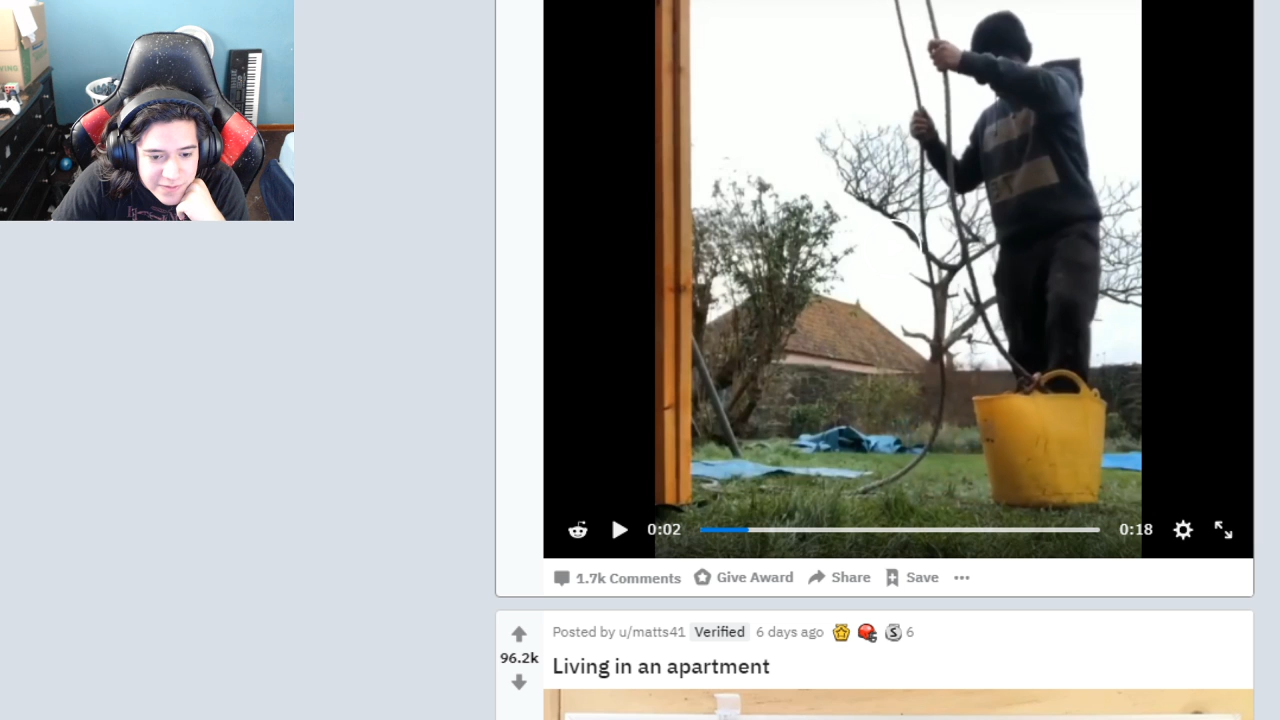 0:02
0:18
1.7k Comments
Give Award
Share
Save
Posted by u/matts41 Verified 6 days ago
6
96.2k
Living in an apartment